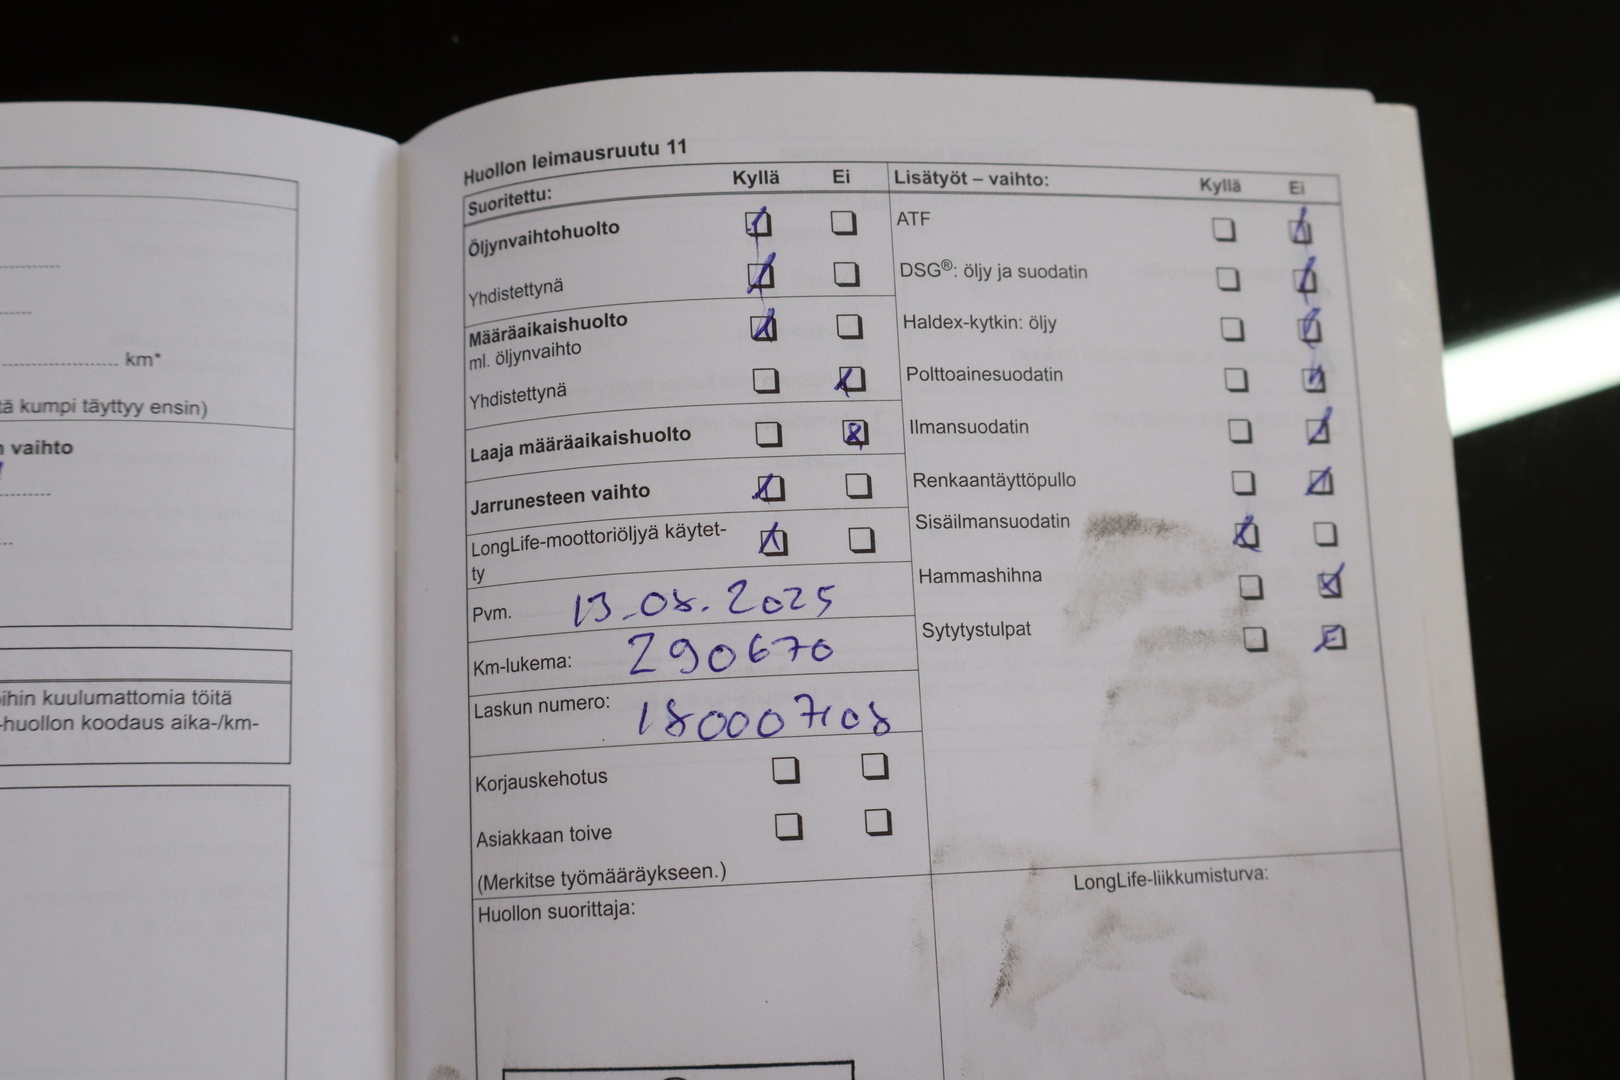 km*
tä kumpi täyttyy ensin)
n vaihto
ihin kuulumattomia töitä
-huollon koodaus aika-/km-
Huollon leimausruutu 11
Suoritettu: Kyllä Ei
Öljynvaihtohuolto
Yhdistettynä
Määräaikaishuolto
ml. öljynvaihto
Yhdistettynä
Laaja määräaikaishuolto
Jarrunesteen vaihto
LongLife-moottoriöljyä käytet-
ty
Pvm. 13.08.2025
Km-lukema: 290670
Laskun numero: 180007108
Korjauskehotus
Asiakkaan toive
(Merkitse työmääräykseen.)
Huollon suorittaja:
Lisätyöt – vaihto: Kyllä Ei
ATF
DSG®: öljy ja suodatin
Haldex-kytkin: öljy
Polttoainesuodatin
Ilmansuodatin
Renkaantäyttöpullo
Sisäilmansuodatin
Hammashihna
Sytytystulpat
LongLife-liikkumisturva: